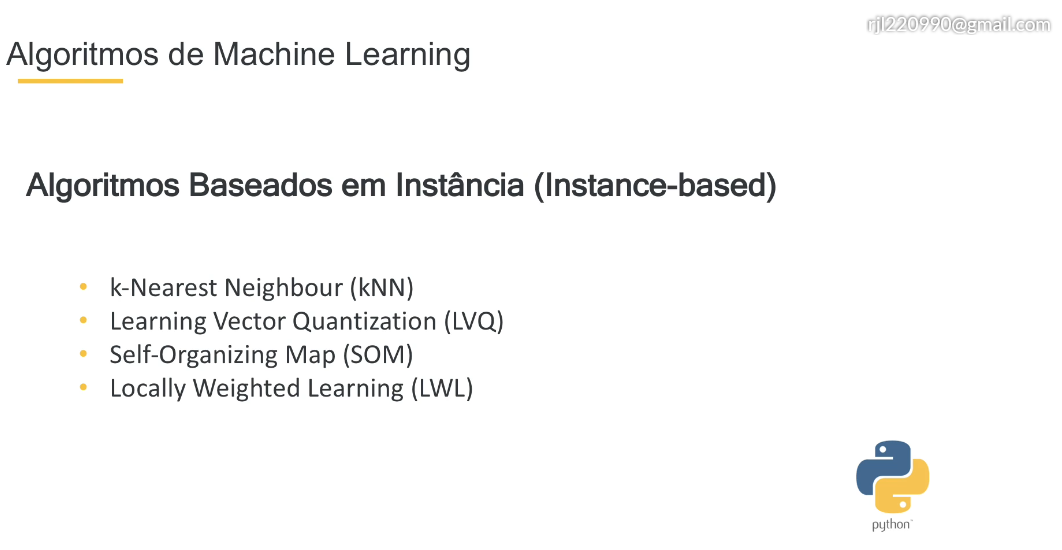 rjl220990@gmail.com
Algoritmos de Machine Learning
Algoritmos Baseados em Instância (Instance-based)
• k-Nearest Neighbour (kNN)
• Learning Vector Quantization (LVQ)
• Self-Organizing Map (SOM)
• Locally Weighted Learning (LWL)
python